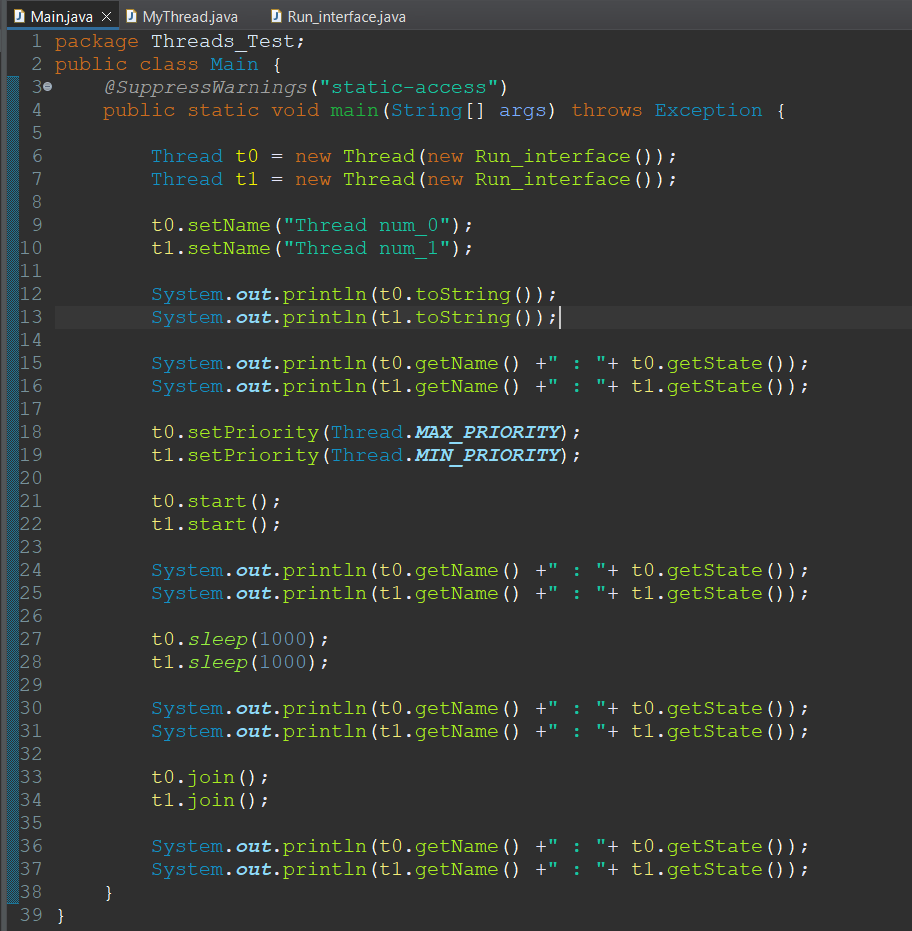 Main.java MyThread.java Run_interface.java
1 package Threads_Test;
2 public class Main {
3 @SuppressWarnings("static-access")
4 public static void main(String[] args) throws Exception {
5
6 Thread t0 = new Thread(new Run_interface());
7 Thread t1 = new Thread(new Run_interface());
8
9 t0.setName("Thread num_0");
10 t1.setName("Thread num_1");
11
12 System.out.println(t0.toString());
13 System.out.println(t1.toString());
14
15 System.out.println(t0.getName() +" : "+ t0.getState());
16 System.out.println(t1.getName() +" : "+ t1.getState());
17
18 t0.setPriority(Thread.MAX_PRIORITY);
19 t1.setPriority(Thread.MIN_PRIORITY);
20
21 t0.start();
22 t1.start();
23
24 System.out.println(t0.getName() +" : "+ t0.getState());
25 System.out.println(t1.getName() +" : "+ t1.getState());
26
27 t0.sleep(1000);
28 t1.sleep(1000);
29
30 System.out.println(t0.getName() +" : "+ t0.getState());
31 System.out.println(t1.getName() +" : "+ t1.getState());
32
33 t0.join();
34 t1.join();
35
36 System.out.println(t0.getName() +" : "+ t0.getState());
37 System.out.println(t1.getName() +" : "+ t1.getState());
38 }
39 }